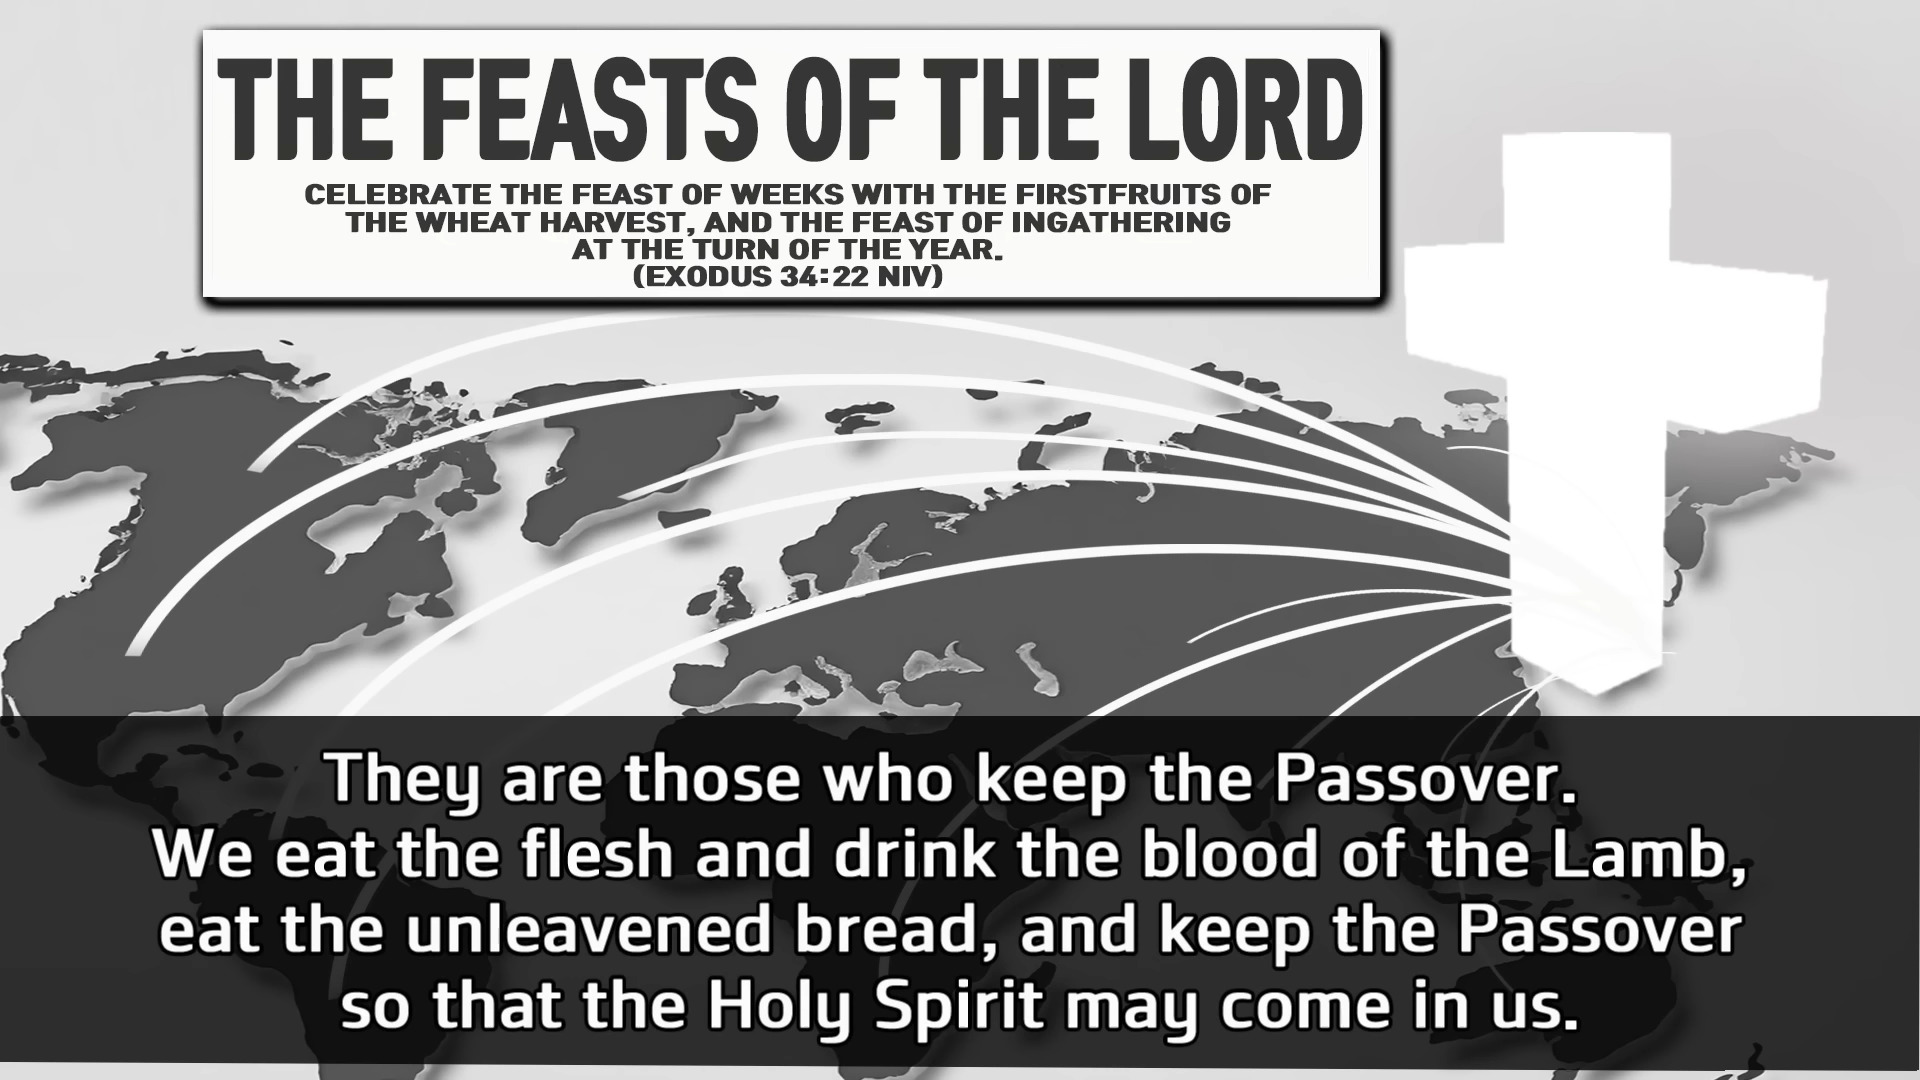 THE FEASTS OF THE LORD
CELEBRATE THE FEAST OF WEEKS WITH THE FIRSTFRUITS OF
THE WHEAT HARVEST, AND THE FEAST OF INGATHERING
AT THE TURN OF THE YEAR.
(EXODUS 34:22 NIV)
They are those who keep the Passover.
We eat the flesh and drink the blood of the Lamb,
eat the unleavened bread, and keep the Passover
so that the Holy Spirit may come in us.